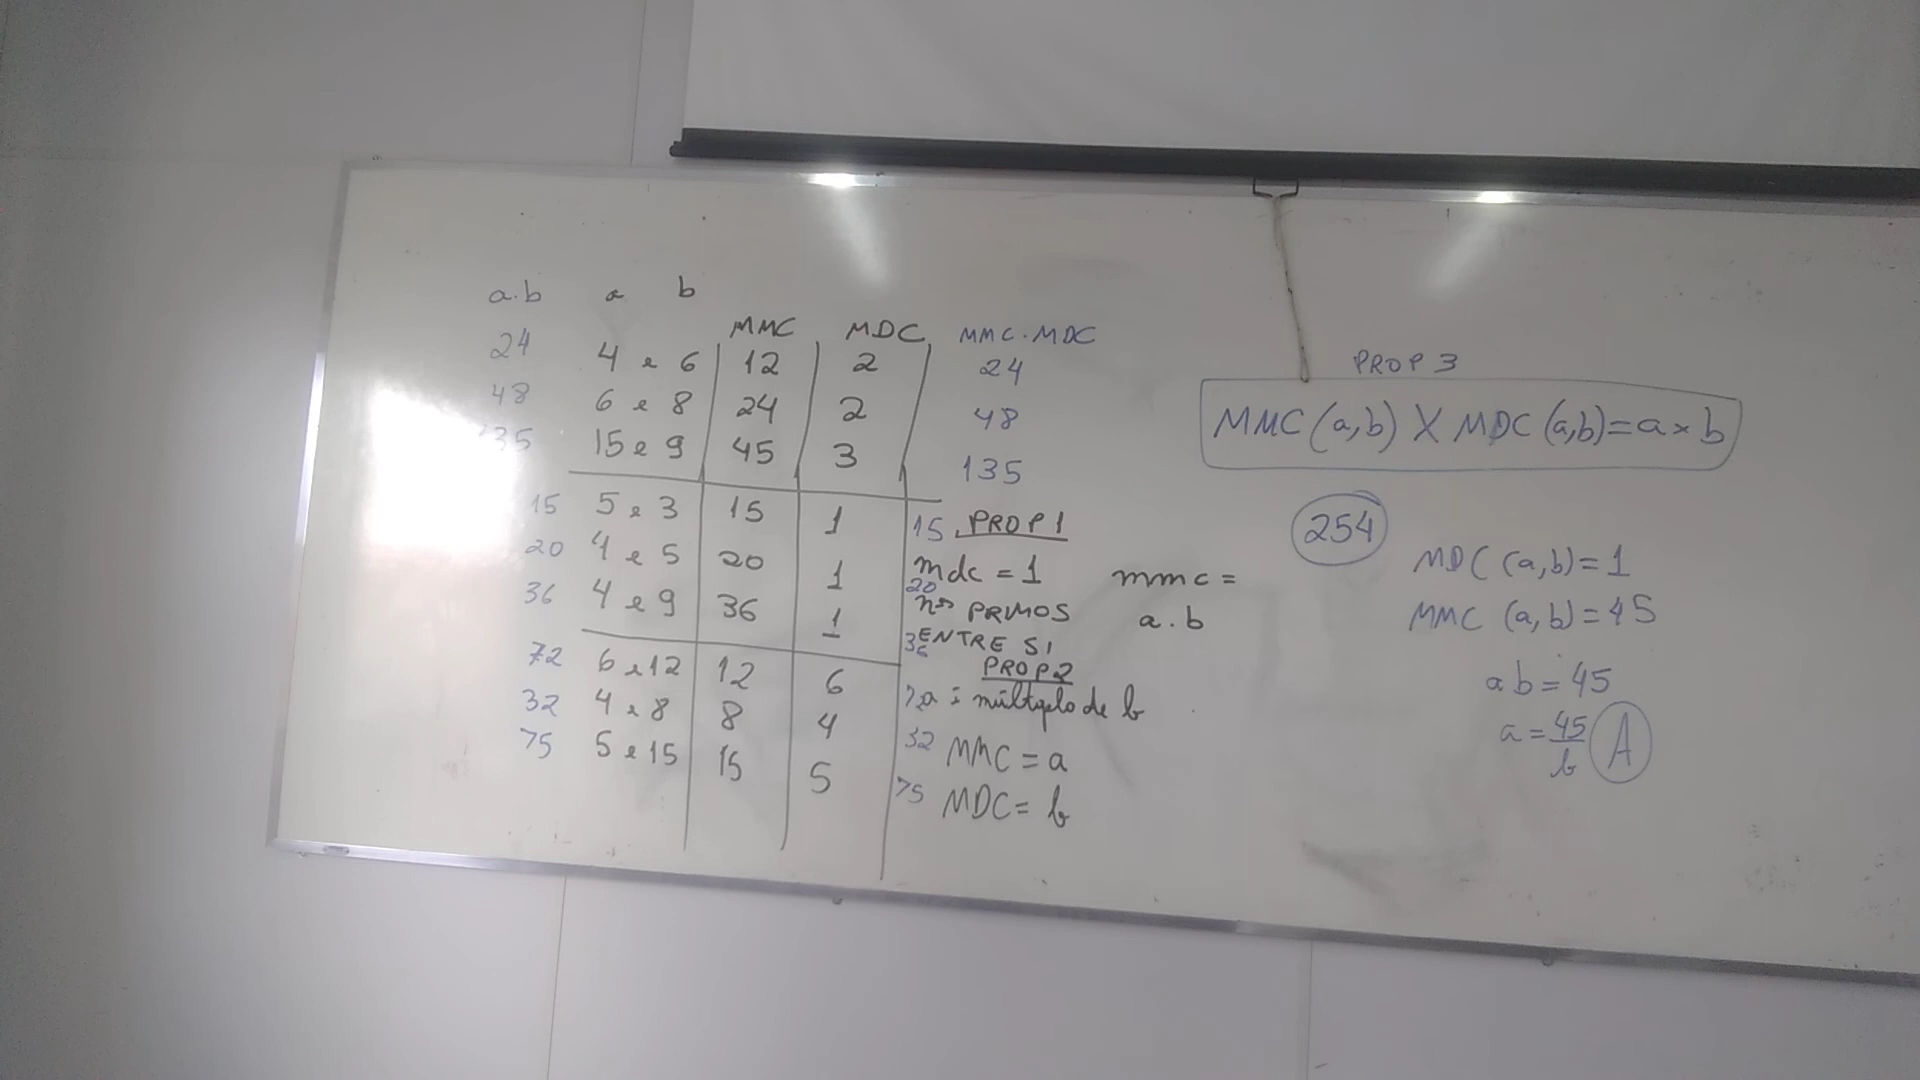 a.b a b
MMC MDC MMC.MDC
24 4 e 6 12 2 24
48 6 e 8 24 2 48
135 15 e 9 45 3 135
15 5 e 3 15 1 15 PROP 1
20 4 e 5 20 1 20 mdc = 1 mmc =
36 4 e 9 36 1 36 nos PRIMOS a.b
ENTRE SI
PROP 2
72 6 e 12 12 6 72 a é múltiplo de b
32 4 e 8 8 4 32 MMC = a
75 5 e 15 15 5 75 MDC = b
PROP 3
MMC (a,b) X MDC (a,b) = a x b
254
MDC (a,b) = 1
MMC (a,b) = 45
ab = 45
a = 45/b A